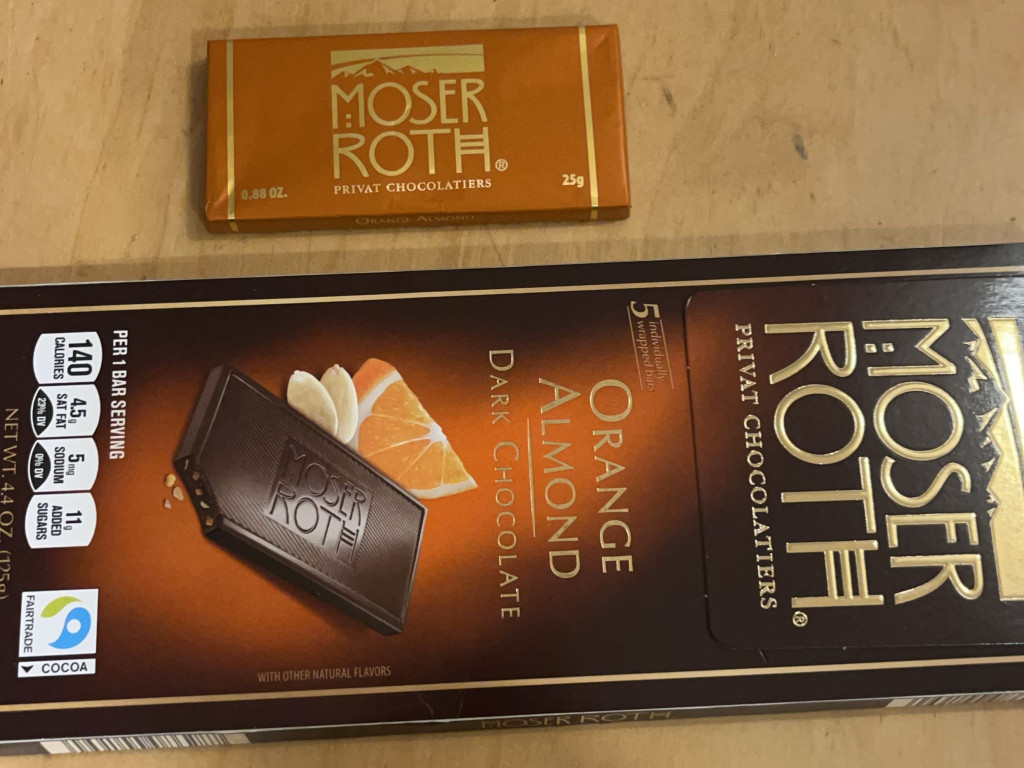 MOSER
ROTH®
PRIVAT CHOCOLATIERS
0.88 OZ.
25g
ORANGE ALMOND
MOSER
ROTH®
PRIVAT CHOCOLATIERS
5 individually
wrapped bars
ORANGE
ALMOND
DARK CHOCOLATE
MOSER
ROT
PER 1 BAR SERVING
140
CALORIES
4.5g
SAT FAT
23% DV
5mg
SODIUM
0% DV
11g
ADDED
SUGARS
NET WT. 4.4 OZ. (125g)
FAIRTRADE
COCOA
WITH OTHER NATURAL FLAVORS
MOSER ROTH